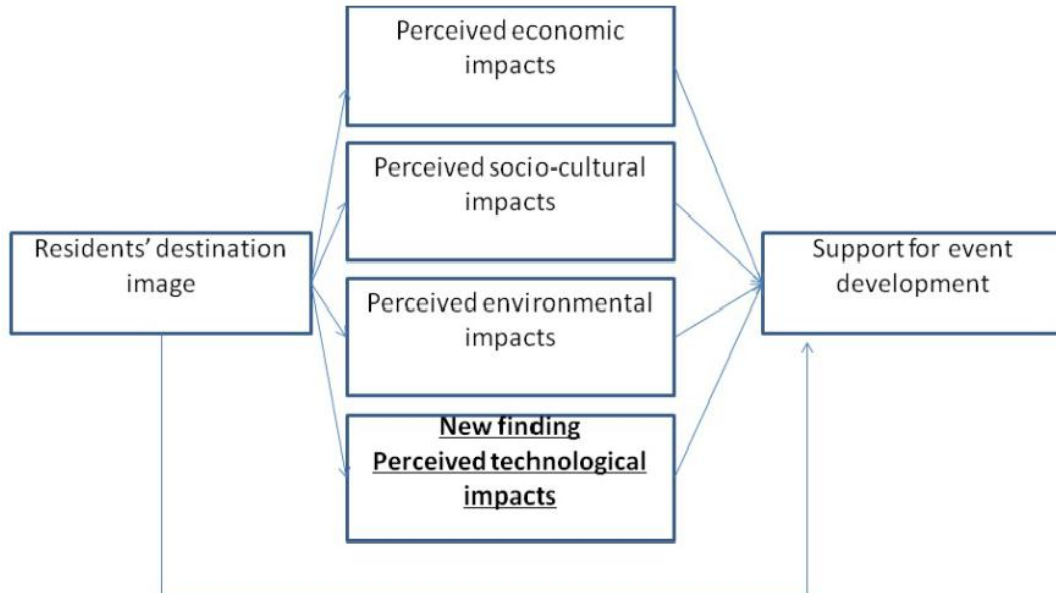 Perceived economic
impacts
Perceived socio-cultural
impacts
Residents' destination
image
Support for event
development
Perceived environmental
impacts
New finding
Perceived technological
impacts